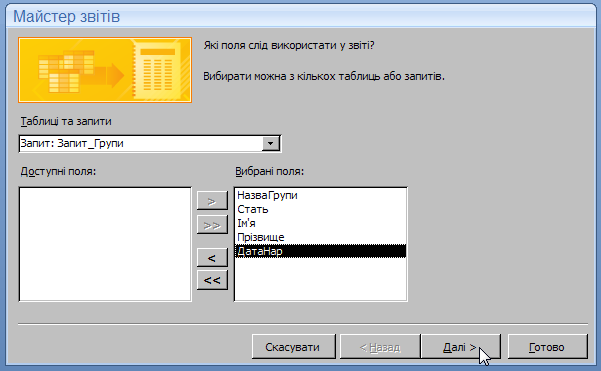 Майстер звітів
Які поля слід використати у звіті?
Вибирати можна з кількох таблиць або запитів.
Таблиці та запити
Запит: Запит_Групи
Доступні поля:
Вибрані поля:
>
>>
<
<<
НазваГрупи
Стать
Ім'я
Прізвище
ДатаНар
Скасувати
< Назад
Далі >
Готово